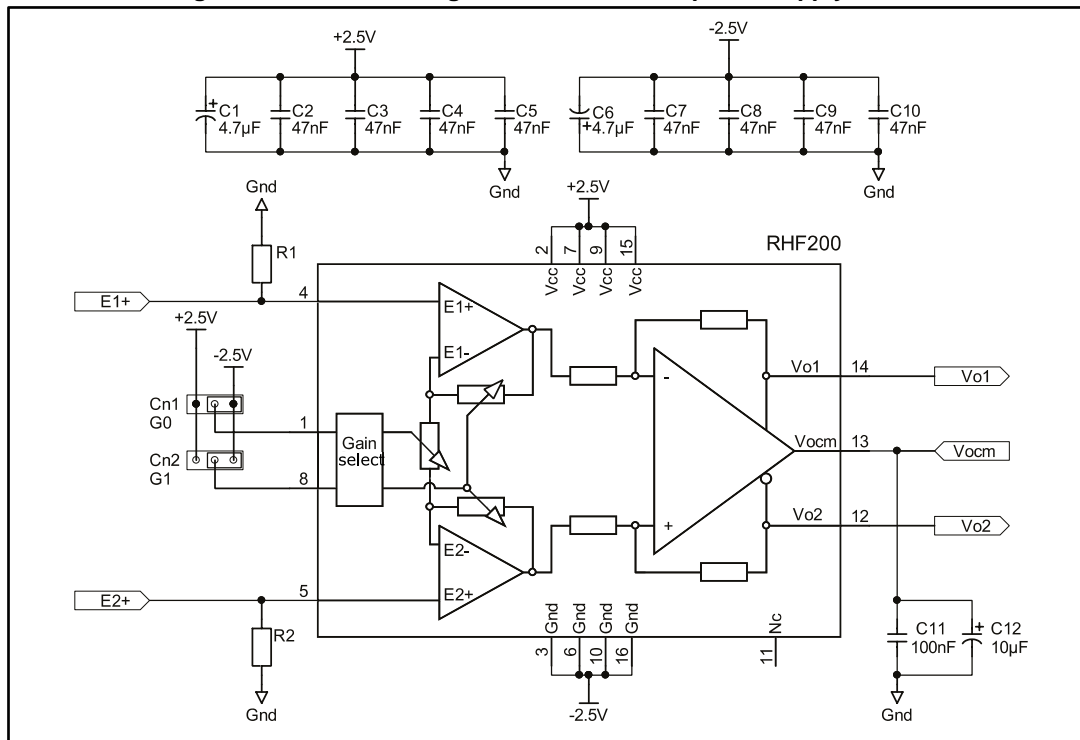 +2.5V
-2.5V
+ C1 4.7µF
C2 47nF
C3 47nF
C4 47nF
C5 47nF
C6 +4.7µF
C7 47nF
C8 47nF
C9 47nF
C10 47nF
Gnd
Gnd
Gnd
+2.5V
RHF200
2 7 9 15
Vcc Vcc Vcc Vcc
R1
E1+
4
E1+
E1-
+2.5V
-2.5V
Cn1
G0
1
Cn2
G1
8
Gain
select
-
+
Vo1
14
Vo1
Vocm
13
Vocm
Vo2
12
Vo2
E2-
E2+
E2+
5
R2
Gnd
Gnd Gnd Gnd Gnd
3 6 10 16
-2.5V
Nc
11
C11
100nF
+ C12
10µF
Gnd